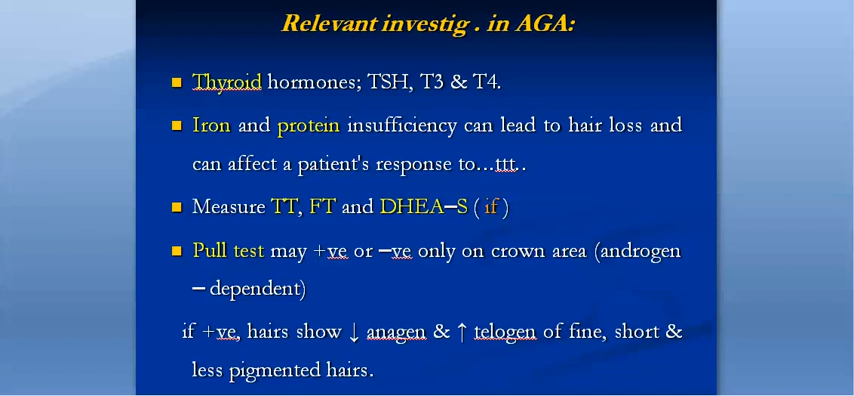 Relevant investig . in AGA:
■ Thyroid hormones; TSH, T3 & T4.
■ Iron and protein insufficiency can lead to hair loss and
can affect a patient's response to...ttt..
■ Measure TT, FT and DHEA–S ( if )
■ Pull test may +ve or –ve only on crown area (androgen
– dependent)
if +ve, hairs show ↓ anagen & ↑ telogen of fine, short &
less pigmented hairs.